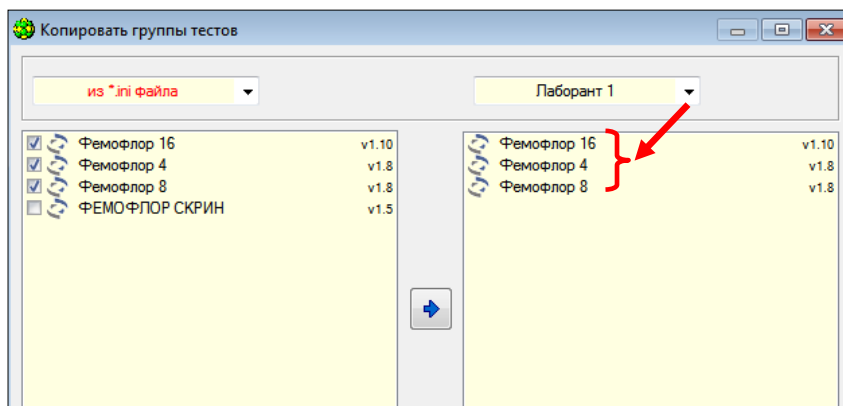 Копировать группы тестов
из *.ini файла
Лаборант 1
Фемофлор 16 v1.10
Фемофлор 4 v1.8
Фемофлор 8 v1.8
ФЕМОФЛОР СКРИН v1.5
Фемофлор 16 v1.10
Фемофлор 4 v1.8
Фемофлор 8 v1.8